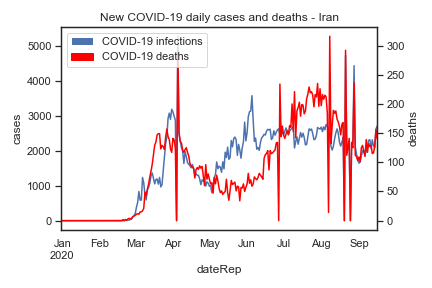 New COVID-19 daily cases and deaths - Iran
COVID-19 infections
COVID-19 deaths
cases
5000
4000
3000
2000
1000
0
deaths
300
250
200
150
100
50
0
Jan Feb Mar Apr May Jun Jul Aug Sep
2020
dateRep